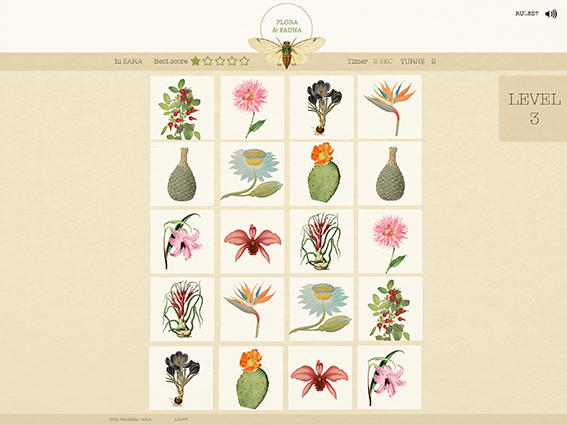 FLORA
& FAUNA
RULES?
hi SARA Best score Timer 2 SEC TURNS 2
LEVEL
3